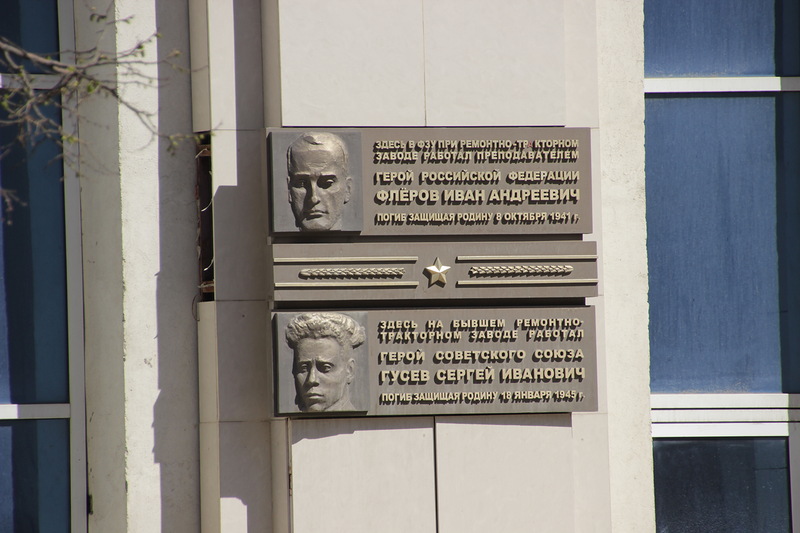 ЗДЕСЬ В ФЗУ ПРИ РЕМОНТНО-ТРАКТОРНОМ
ЗАВОДЕ РАБОТАЛ ПРЕПОДАВАТЕЛЕМ
ГЕРОЙ РОССИЙСКОЙ ФЕДЕРАЦИИ
ФЛЁРОВ ИВАН АНДРЕЕВИЧ
ПОГИБ ЗАЩИЩАЯ РОДИНУ 8 ОКТЯБРЯ 1941 г.
ЗДЕСЬ НА БЫВШЕМ РЕМОНТНО-
ТРАКТОРНОМ ЗАВОДЕ РАБОТАЛ
ГЕРОЙ СОВЕТСКОГО СОЮЗА
ГУСЕВ СЕРГЕЙ ИВАНОВИЧ
ПОГИБ ЗАЩИЩАЯ РОДИНУ, 18 ЯНВАРЯ 1945 г.